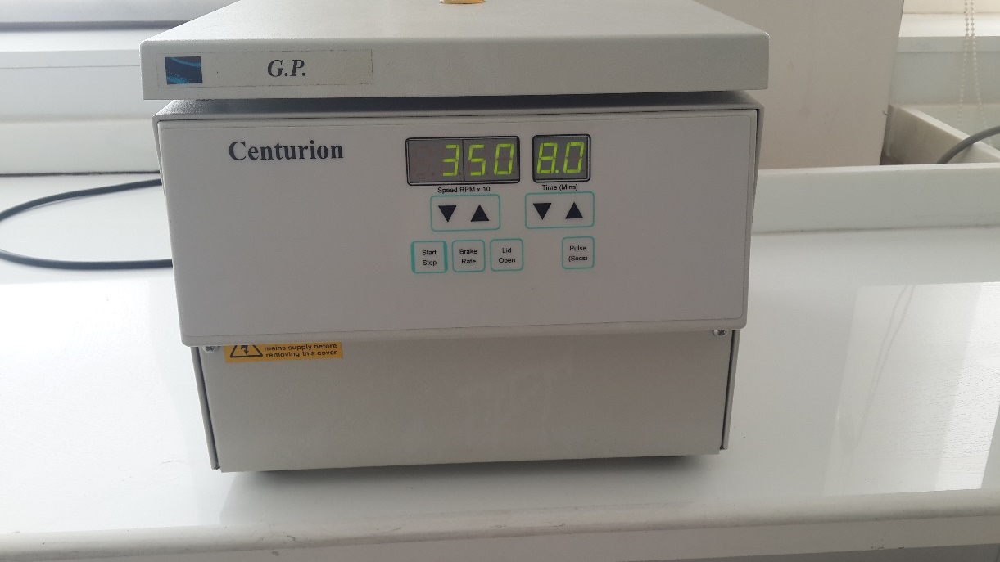 G.P.
Centurion
350 8.0
Speed RPM x 10 Time (Mins)
Start
Stop
Brake
Rate
Lid
Open
Pulse
(Secs)
mains supply before
removing this cover